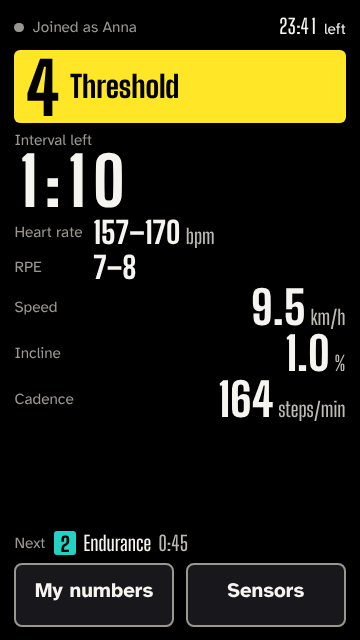 Joined as Anna 23:41 left
4 Threshold
Interval left
1:10
Heart rate 157–170 bpm
RPE 7–8
Speed 9.5 km/h
Incline 1.0 %
Cadence 164 steps/min
Next 2 Endurance 0:45
My numbers Sensors